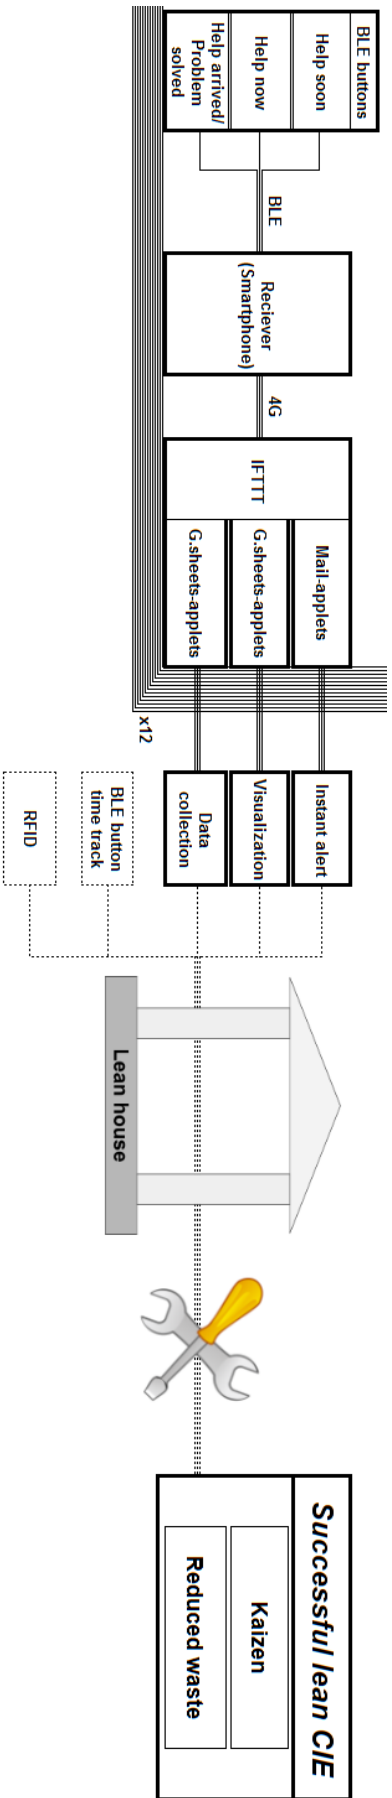 BLE buttons
Help soon
Help now
Help arrived/
Problem
solved
BLE
Reciever
(Smartphone)
4G
IFTTT
Mail-applets
G.sheets-applets
G.sheets-applets
x12
Instant alert
Visualization
Data
collection
BLE button
time track
RFID
Lean house
Successful lean CIE
Kaizen
Reduced waste